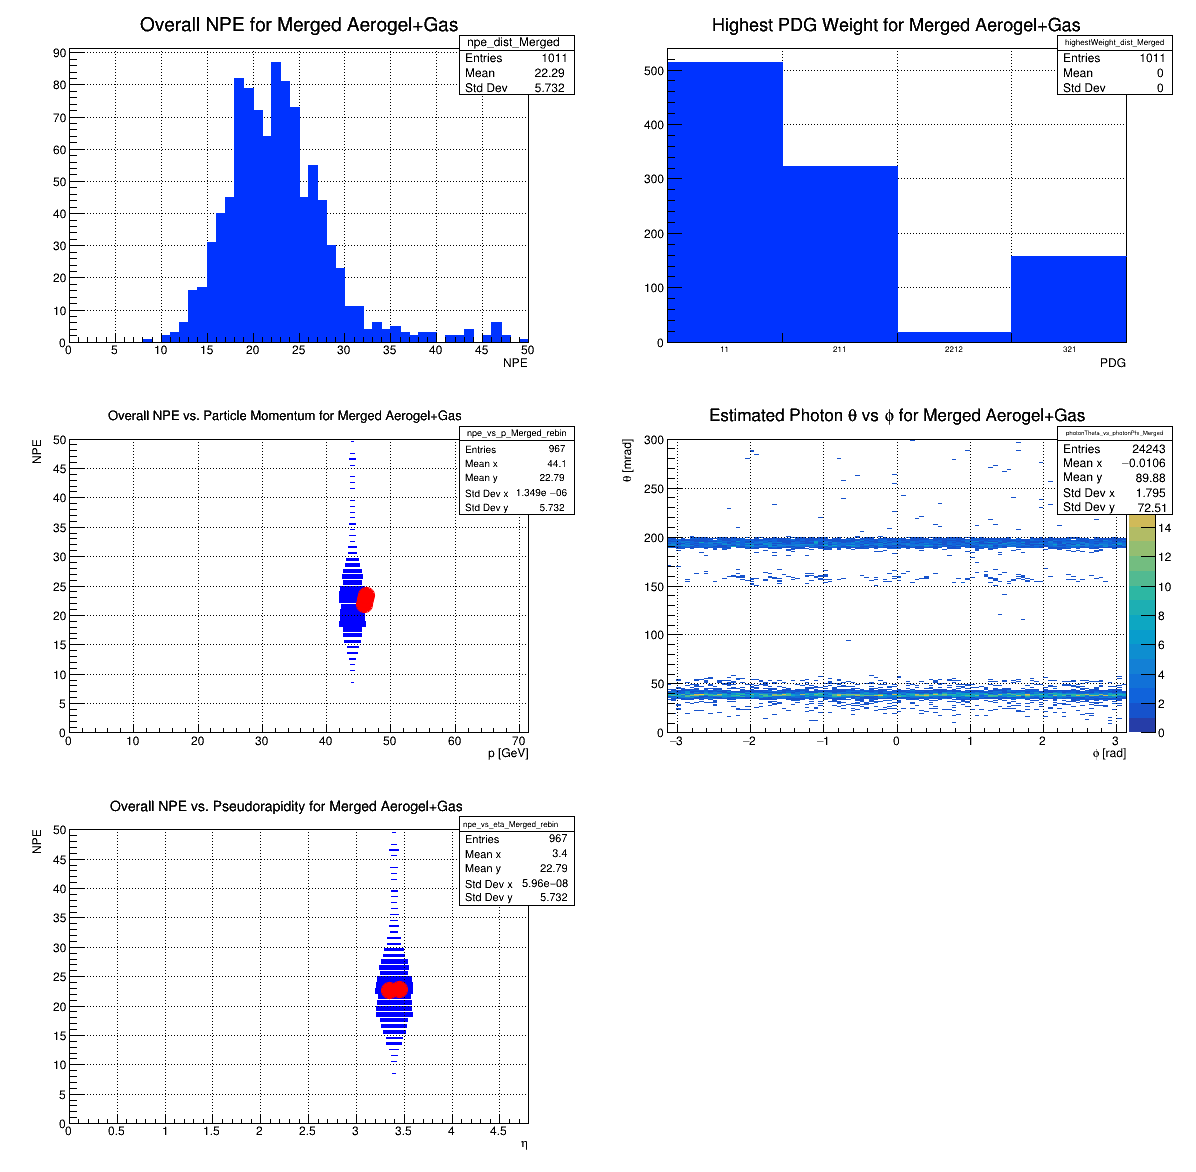 Overall NPE for Merged Aerogel+Gas
npe_dist_Merged
Entries 1011
Mean 22.29
Std Dev 5.732
90
80
70
60
50
40
30
20
10
0
0 5 10 15 20 25 30 35 40 45 50
NPE
Highest PDG Weight for Merged Aerogel+Gas
highestWeight_dist_Merged
Entries 1011
Mean 0
Std Dev 0
500
400
300
200
100
0
11 211 2212 321
PDG
Overall NPE vs. Particle Momentum for Merged Aerogel+Gas
npe_vs_p_Merged_rebin
Entries 967
Mean x 44.1
Mean y 22.79
Std Dev x 1.349e −06
Std Dev y 5.732
NPE
50
45
40
35
30
25
20
15
10
5
0
0 10 20 30 40 50 60 70
p [GeV]
Estimated Photon θ vs ϕ for Merged Aerogel+Gas
Entries 24243
Mean x −0.0106
Mean y 89.88
Std Dev x 1.795
Std Dev y 72.51
θ [mrad]
300
250
200
150
100
50
0
−3 −2 −1 0 1 2 3
ϕ [rad]
14
12
10
8
6
4
2
0
Overall NPE vs. Pseudorapidity for Merged Aerogel+Gas
npe_vs_eta_Merged_rebin
Entries 967
Mean x 3.4
Mean y 22.79
Std Dev x 5.96e−08
Std Dev y 5.732
NPE
50
45
40
35
30
25
20
15
10
5
0
0 0.5 1 1.5 2 2.5 3 3.5 4 4.5
η